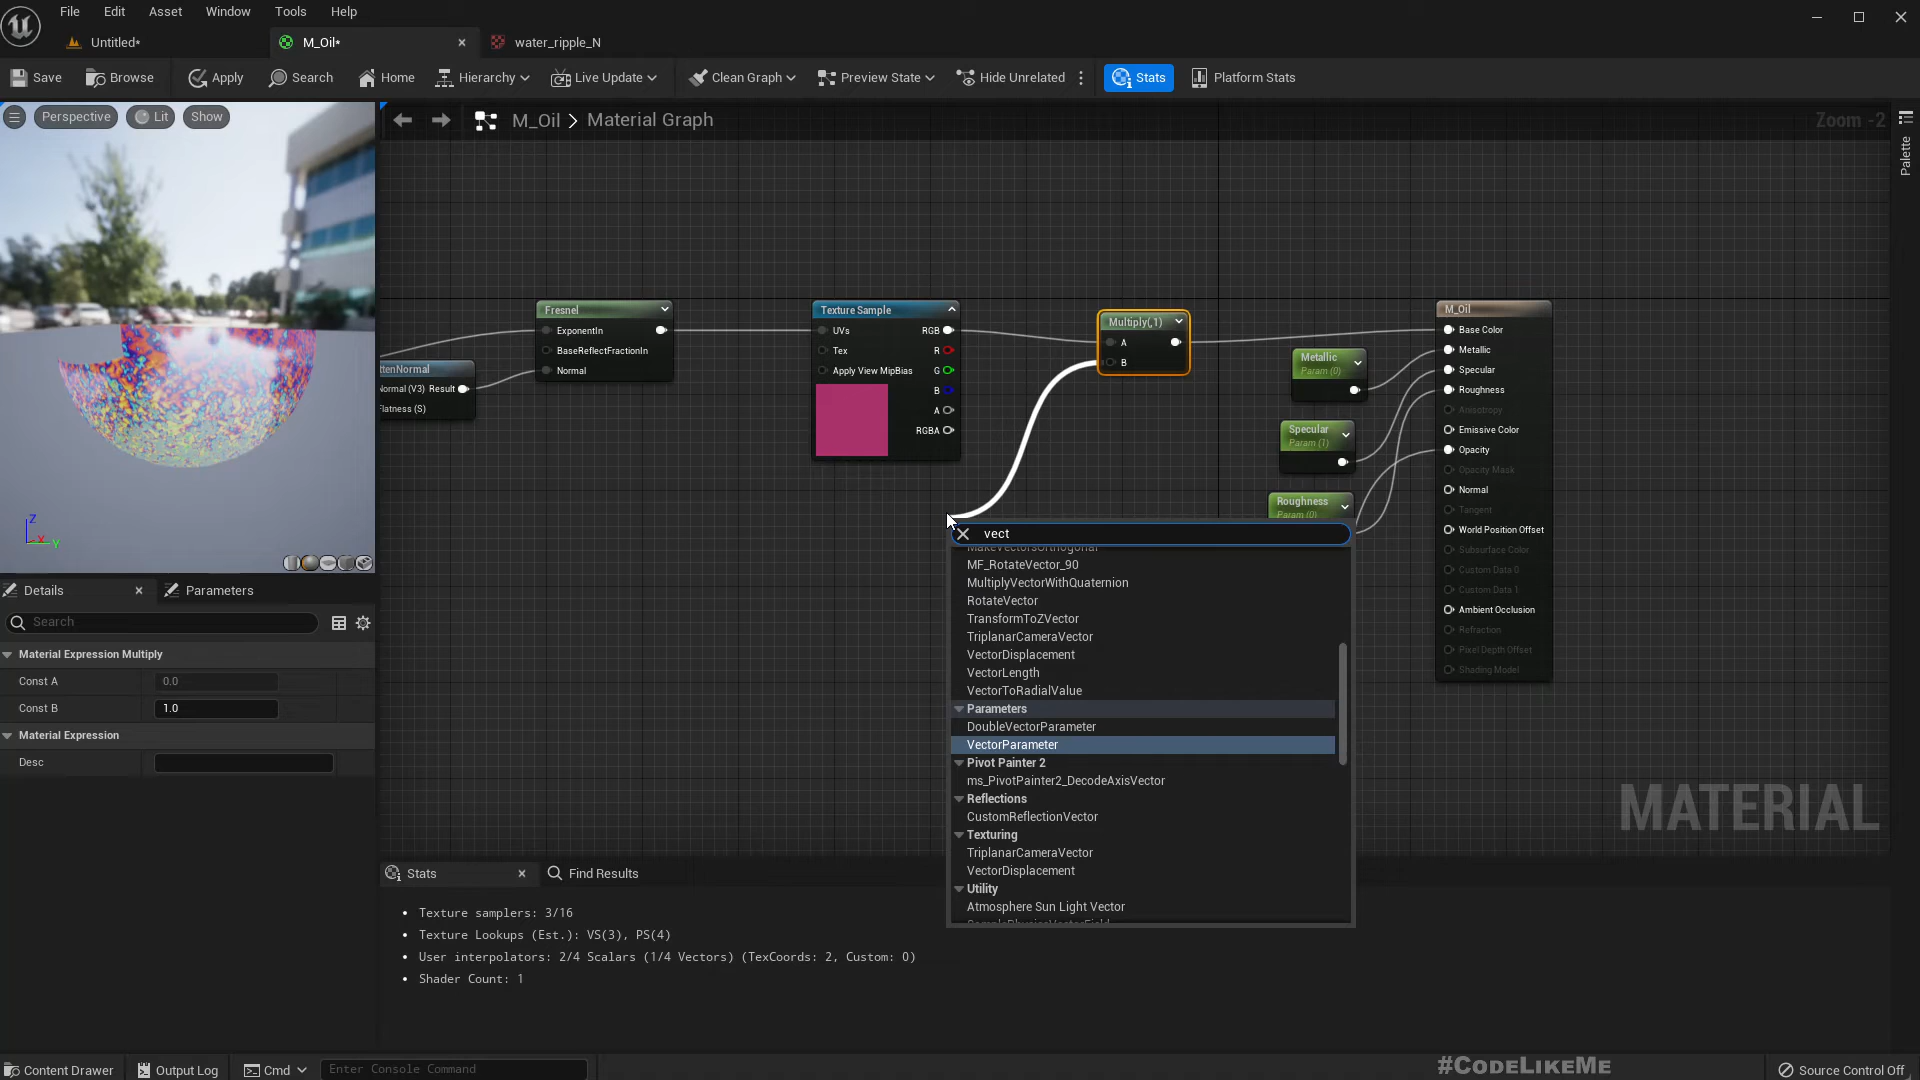 File Edit Asset Window Tools Help
Untitled* M_Oil* water_ripple_N
Save Browse Apply Search Home Hierarchy Live Update Clean Graph Preview State Hide Unrelated Stats Platform Stats
Perspective Lit Show
M_Oil > Material Graph
Zoom -2
Palette
Fresnel
ExponentIn
BaseReflectFractionIn
Normal
ttenNormal
Normal (V3) Result
Flatness (S)
Texture Sample
UVs RGB
Tex R
Apply View MipBias G
B
A
RGBA
Multiply(,1)
A
B
Metallic
Param (0)
Specular
Param (1)
Roughness
Param (0)
M_Oil
Base Color
Metallic
Specular
Roughness
Anisotropy
Emissive Color
Opacity
Opacity Mask
Normal
Tangent
World Position Offset
Subsurface Color
Custom Data 0
Custom Data 1
Ambient Occlusion
Refraction
Pixel Depth Offset
Shading Model
vect
MakeVectorsOrthogonal
MF_RotateVector_90
MultiplyVectorWithQuaternion
RotateVector
TransformToZVector
TriplanarCameraVector
VectorDisplacement
VectorLength
VectorToRadialValue
Parameters
DoubleVectorParameter
VectorParameter
Pivot Painter 2
ms_PivotPainter2_DecodeAxisVector
Reflections
CustomReflectionVector
Texturing
TriplanarCameraVector
VectorDisplacement
Utility
Atmosphere Sun Light Vector
Z
X
Y
Details Parameters
Search
Material Expression Multiply
Const A 0.0
Const B 1.0
Material Expression
Desc
MATERIAL
Stats Find Results
• Texture samplers: 3/16
• Texture Lookups (Est.): VS(3), PS(4)
• User interpolators: 2/4 Scalars (1/4 Vectors) (TexCoords: 2, Custom: 0)
• Shader Count: 1
Content Drawer Output Log Cmd Enter Console Command
#CodeLikeMe
Source Control Off